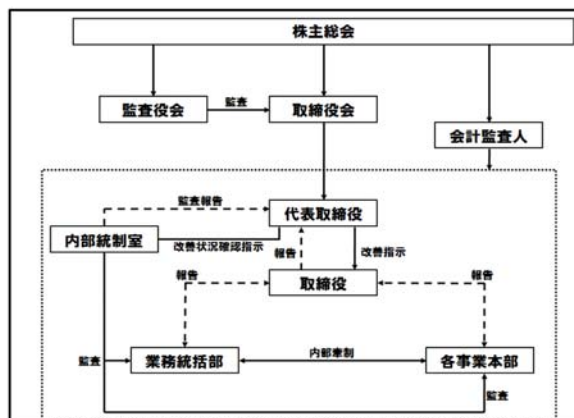 株主総会
監査役会
監査
取締役会
会計監査人
監査報告
代表取締役
内部統制室
改善状況確認指示
報告
改善指示
取締役
報告
報告
監査
業務統括部
内部牽制
各事業本部
監査